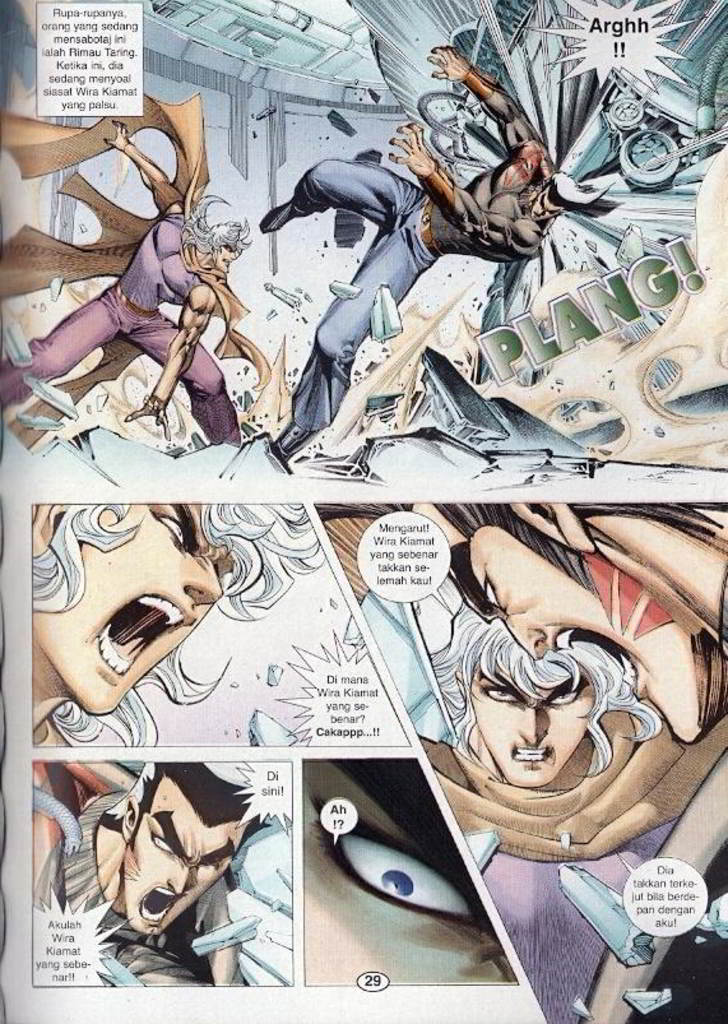 Rupa-rupanya,
orang yang sedang
mensabotaj ini
ialah Rimau Taring.
Ketika ini, dia
sedang menyoal
siasat Wira Kiamat
yang palsu.
Arghh
!!
PLANG!
Di mana
Wira Kiamat
yang se-
benar?
Cakappp...!!
Mengarut!
Wira Kiamat
yang sebenar
takkan se-
lemah kau!
Dia
takkan terke-
jut bila berde-
pan dengan
aku!
Di
sini!
Akulah
Wira
Kiamat
yang sebe-
nar!!
Ah
!?
29